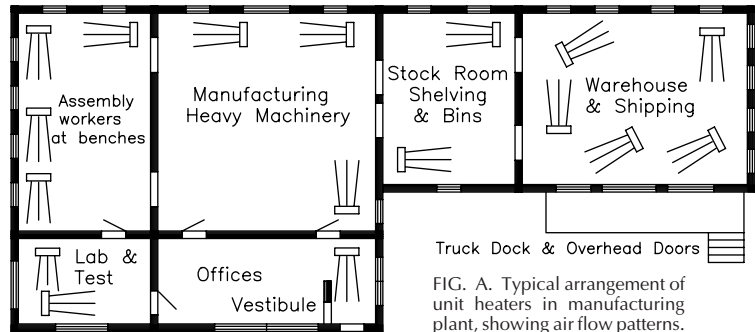 Assembly
workers
at benches
Manufacturing
Heavy Machinery
Stock Room
Shelving
& Bins
Warehouse
& Shipping
Lab &
Test
Offices
Vestibule
Truck Dock & Overhead Doors
FIG. A. Typical arrangement of
unit heaters in manufacturing
plant, showing air flow patterns.